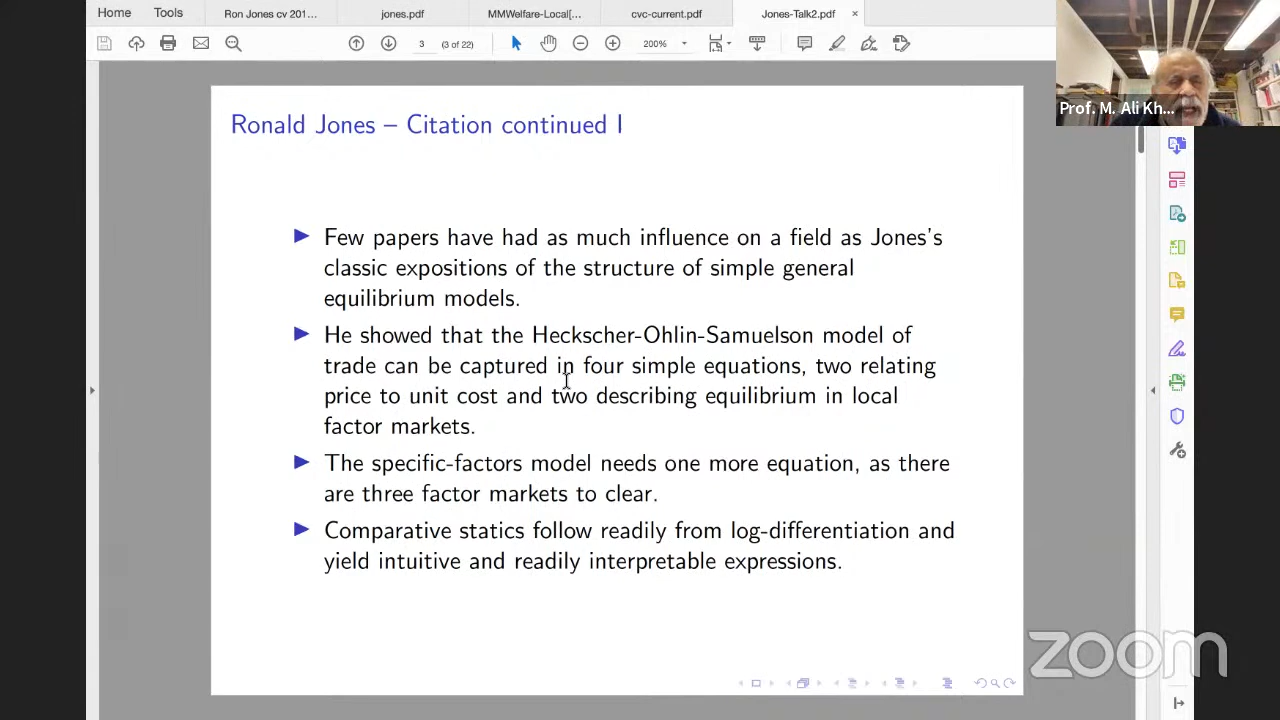 Home Tools Ron Jones cv 201... jones.pdf MMWelfare-Local[... cvc-current.pdf Jones-Talk2.pdf ×
3 (3 of 22) 200%
Prof. M. Ali Kh...
Ronald Jones – Citation continued I
Few papers have had as much influence on a field as Jones's
classic expositions of the structure of simple general
equilibrium models.
He showed that the Heckscher-Ohlin-Samuelson model of
trade can be captured in four simple equations, two relating
price to unit cost and two describing equilibrium in local
factor markets.
The specific-factors model needs one more equation, as there
are three factor markets to clear.
Comparative statics follow readily from log-differentiation and
yield intuitive and readily interpretable expressions.
zoom